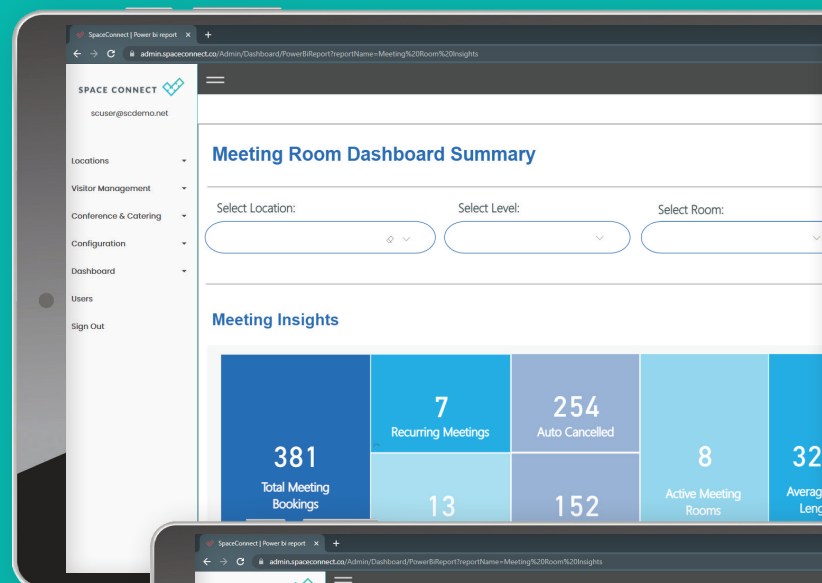 SpaceConnect | Power bi report
admin.spaceconnect.co/Admin/Dashboard/PowerBiReport?reportName=Meeting%20Room%20Insights
SPACE CONNECT
scuser@scdemo.net
Locations
Visitor Management
Conference & Catering
Configuration
Dashboard
Users
Sign Out
Meeting Room Dashboard Summary
Select Location:
Select Level:
Select Room:
Meeting Insights
381
Total Meeting
Bookings
7
Recurring Meetings
13
254
Auto Cancelled
152
8
Active Meeting
Rooms
32
Averag
Leng
SpaceConnect | Power bi report
admin.spaceconnect.co/Admin/Dashboard/PowerBiReport?reportName=Meeting%20Room%20Insights